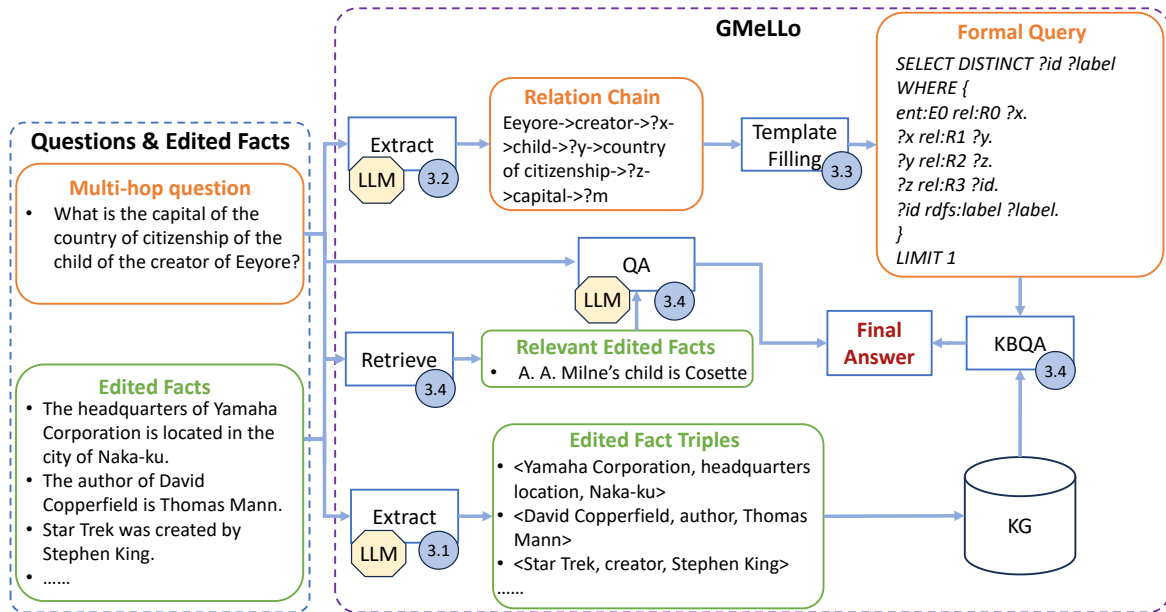 GMeLLo
Questions & Edited Facts
Multi-hop question
• What is the capital of the
country of citizenship of the
child of the creator of Eeyore?
Edited Facts
• The headquarters of Yamaha
Corporation is located in the
city of Naka-ku.
• The author of David
Copperfield is Thomas Mann.
• Star Trek was created by
Stephen King.
• ......
Extract
LLM
3.2
Relation Chain
Eeyore->creator->?x-
>child->?y->country
of citizenship->?z-
>capital->?m
Template
Filling
3.3
Formal Query
SELECT DISTINCT ?id ?label
WHERE {
ent:E0 rel:R0 ?x.
?x rel:R1 ?y.
?y rel:R2 ?z.
?z rel:R3 ?id.
?id rdfs:label ?label.
}
LIMIT 1
QA
LLM
3.4
Retrieve
3.4
Relevant Edited Facts
• A. A. Milne's child is Cosette
Final
Answer
KBQA
3.4
Extract
LLM
3.1
Edited Fact Triples
• <Yamaha Corporation, headquarters
location, Naka-ku>
• <David Copperfield, author, Thomas
Mann>
• <Star Trek, creator, Stephen King>
......
KG